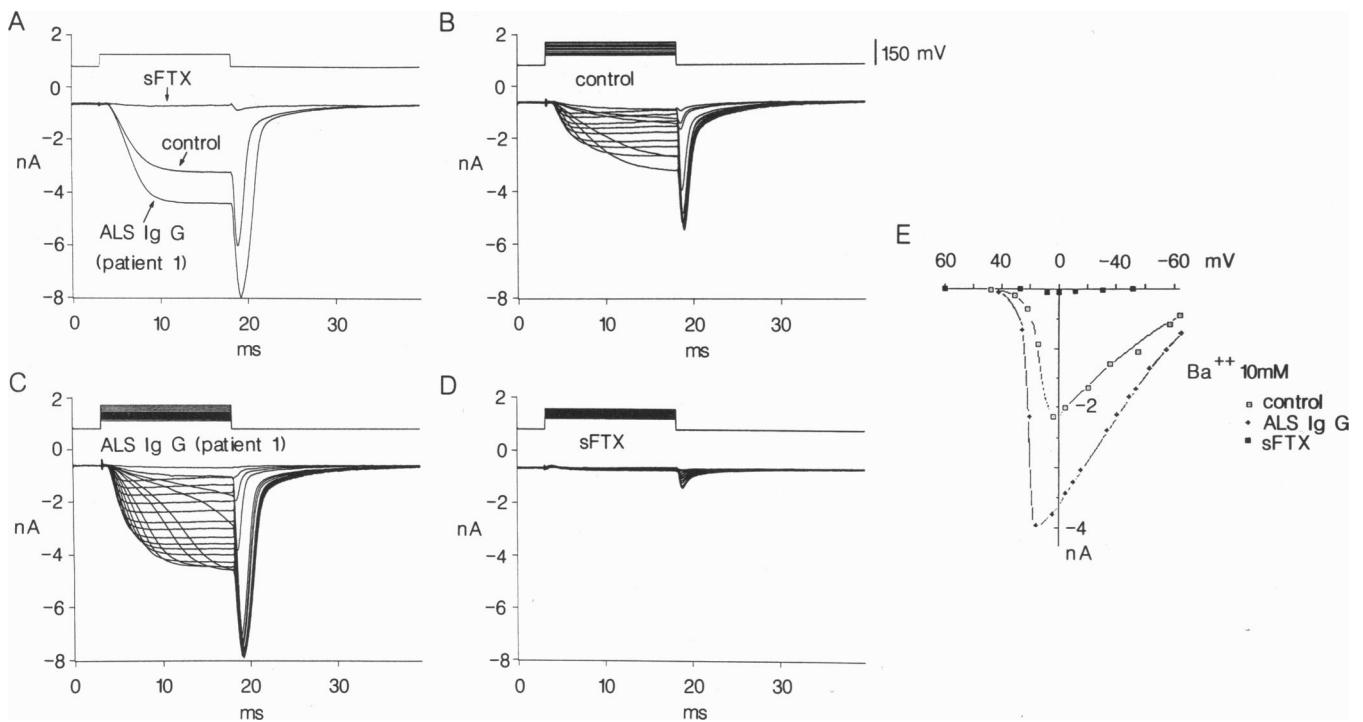 A
2
0
-2
-4
-6
-8
nA
sFTX
control
ALS Ig G
(patient 1)
0 10 20 30
ms
B
2
0
-2
-4
-6
-8
nA
control
150 mV
0 10 20 30
ms
C
2
0
-2
-4
-6
-8
nA
ALS Ig G (patient 1)
0 10 20 30
ms
D
2
0
-2
-4
-6
-8
nA
sFTX
0 10 20 30
ms
E
60 40 0 -40 -60 mV
-2
-4
nA
Ba++ 10mM
control
ALS Ig G
sFTX